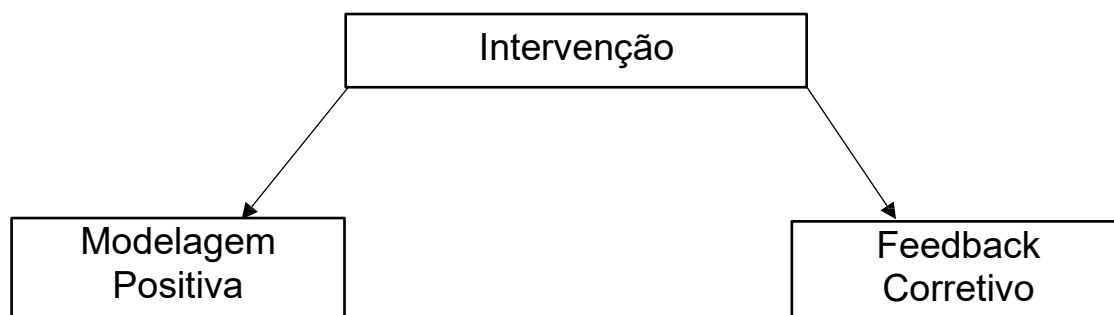 Intervenção
Modelagem
Positiva
Feedback
Corretivo